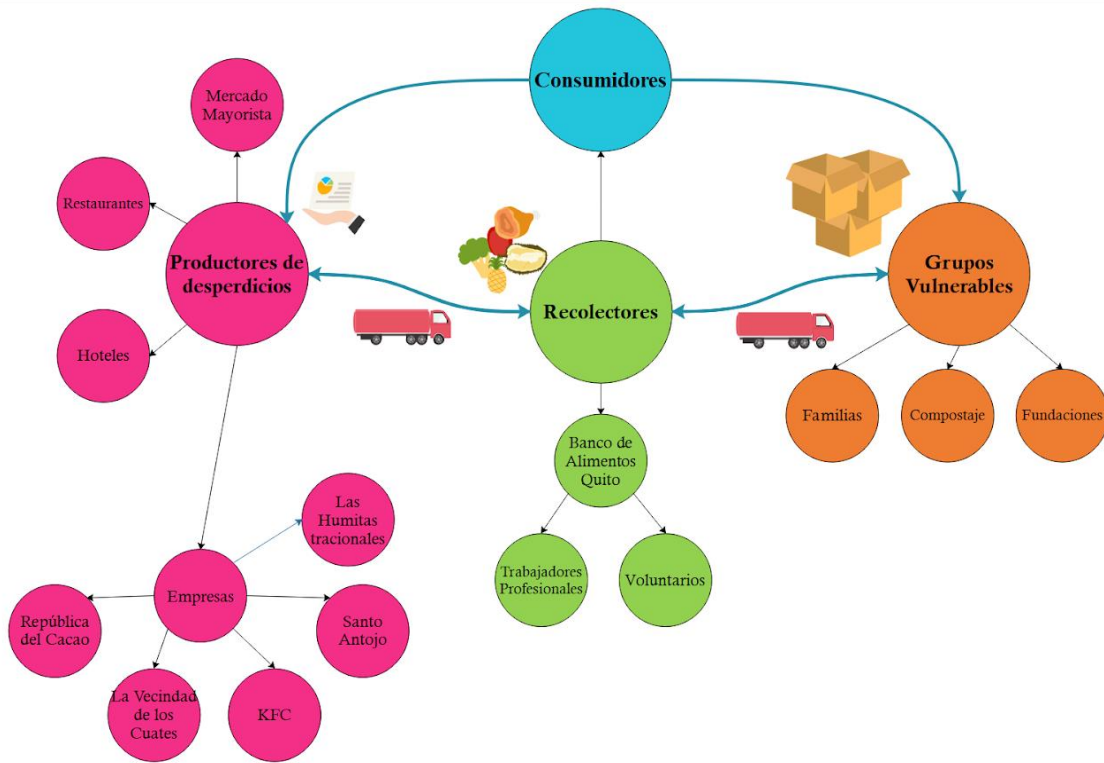 Consumidores
Mercado
Mayorista
Restaurantes
Productores de
desperdicios
Hoteles
Recolectores
Grupos
Vulnerables
Familias
Compostaje
Fundaciones
Banco de
Alimentos
Quito
Trabajadores
Profesionales
Voluntarios
Las
Humitas
tracionales
Empresas
República
del Cacao
Santo
Antojo
La Vecindad
de los
Cuates
KFC